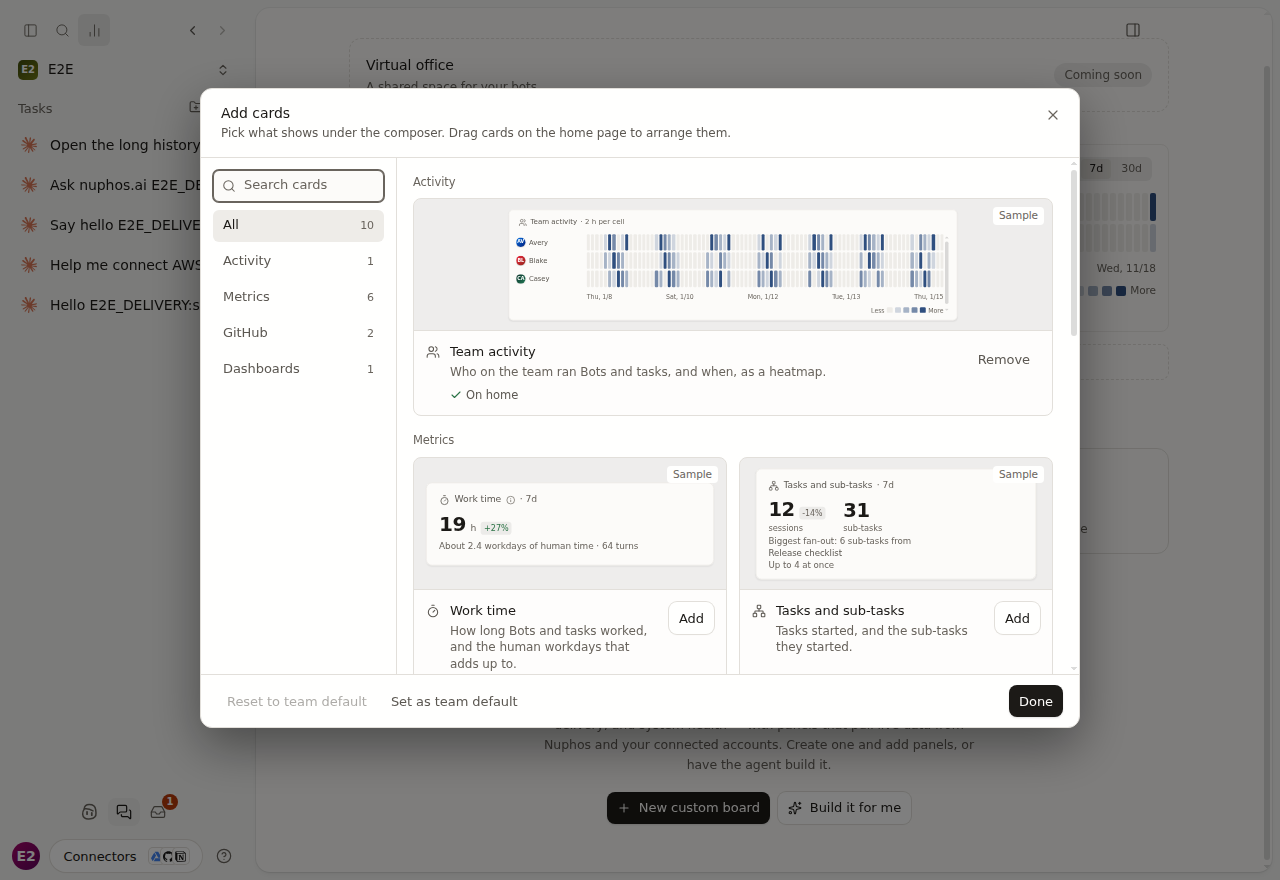 E2 E2E
Tasks
Open the long history
Ask nuphos.ai E2E_DE
Say hello E2E_DELIVE
Help me connect AWS
Hello E2E_DELIVERY:s
1
E2 Connectors
Virtual office
A shared space for your bots
Coming soon
7d 30d
Wed, 11/18
More
Add cards
Pick what shows under the composer. Drag cards on the home page to arrange them.
Search cards
All 10
Activity 1
Metrics 6
GitHub 2
Dashboards 1
Activity
Sample
Team activity · 2 h per cell
Avery
Blake
Casey
Thu, 1/8 Sat, 1/10 Mon, 1/12 Tue, 1/13 Thu, 1/15
Less More
Team activity
Who on the team ran Bots and tasks, and when, as a heatmap.
On home
Remove
Metrics
Sample
Work time · 7d
19 h +27%
About 2.4 workdays of human time · 64 turns
Work time
How long Bots and tasks worked,
and the human workdays that
adds up to.
Add
Sample
Tasks and sub-tasks · 7d
12 -14% 31
sessions sub-tasks
Biggest fan-out: 6 sub-tasks from
Release checklist
Up to 4 at once
Tasks and sub-tasks
Tasks started, and the sub-tasks
they started.
Add
Reset to team default Set as team default
Done
Nuphos and your connected accounts. Create one and add panels, or
have the agent build it.
New custom board Build it for me